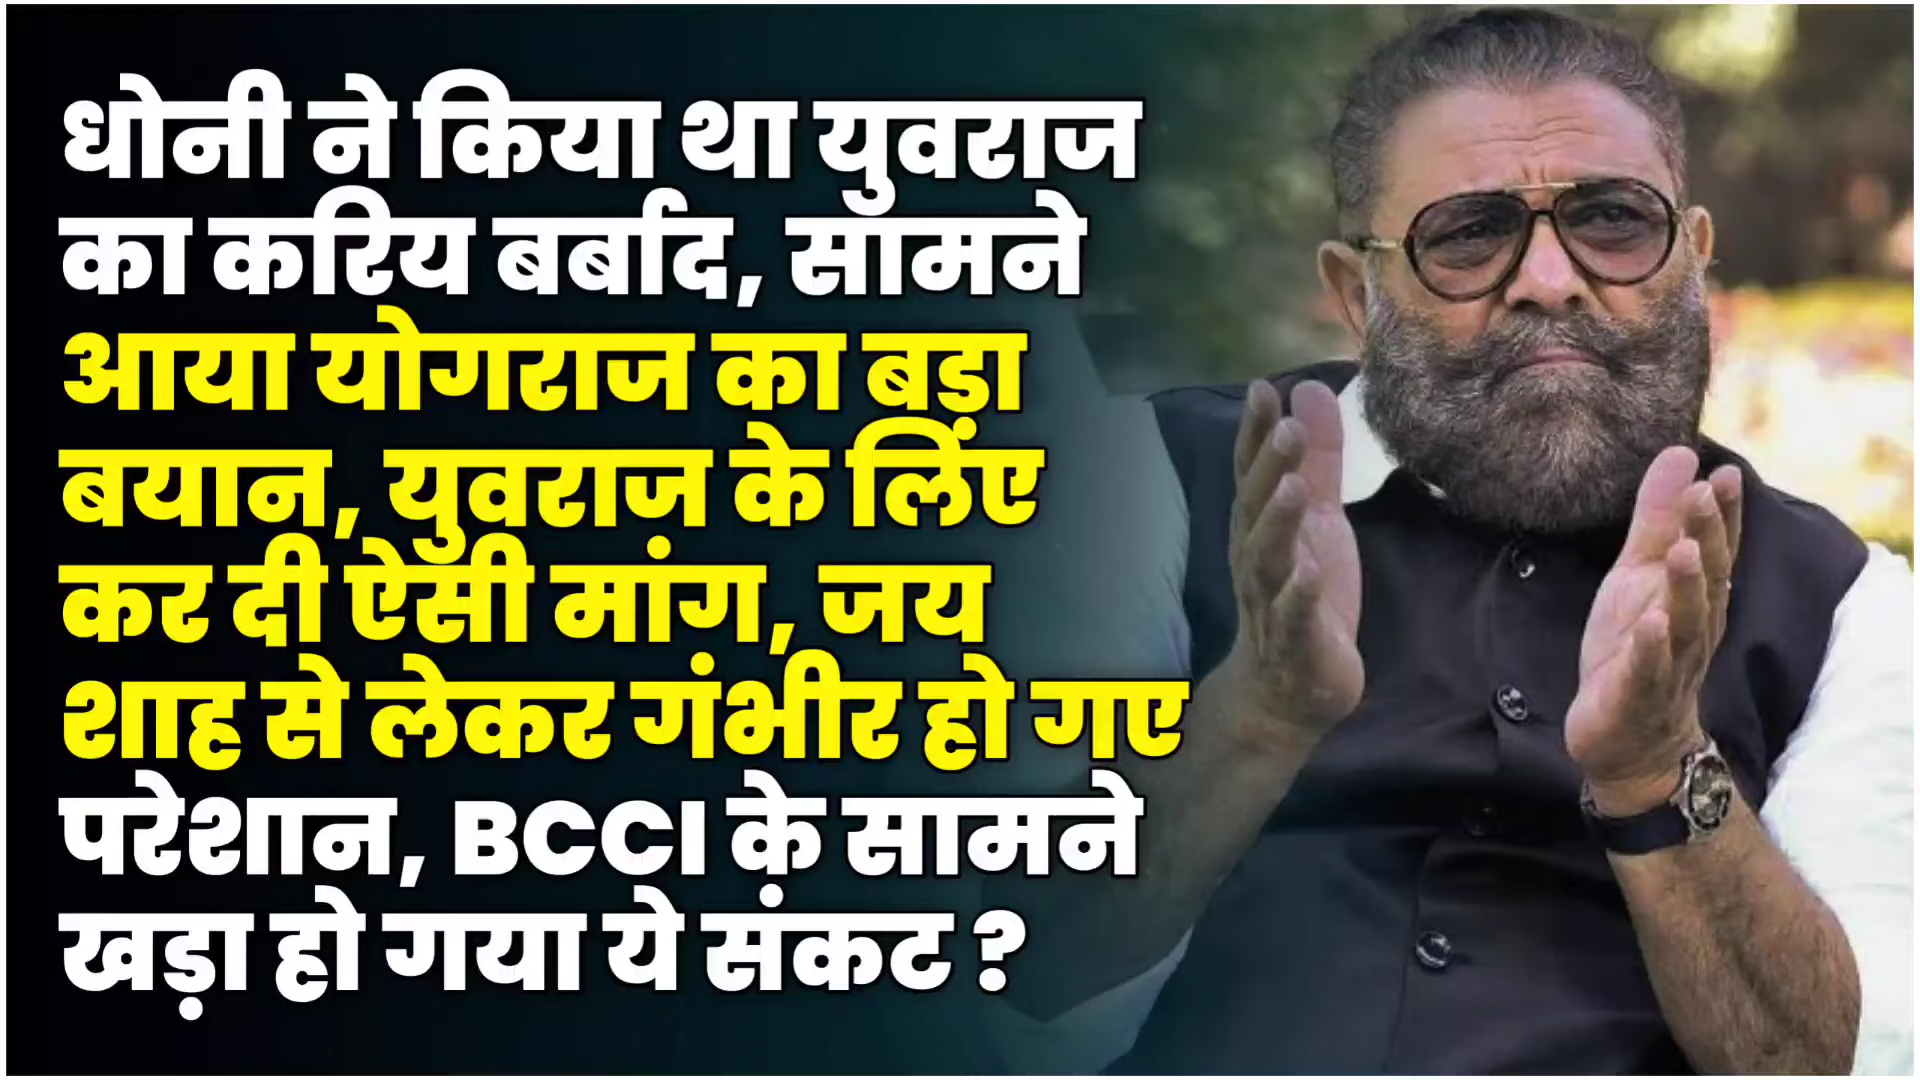 धोनी ने किया था युवराज
का करिय बर्बाद, सामने
आया योगराज का बड़ा
बयान, युवराज के लिंए
कर दी ऐसी मांग, जय
शाह से लेकर गंभीर हो गए
परेशान, BCCI के सामने
खड़ा हो गया ये संकट ?